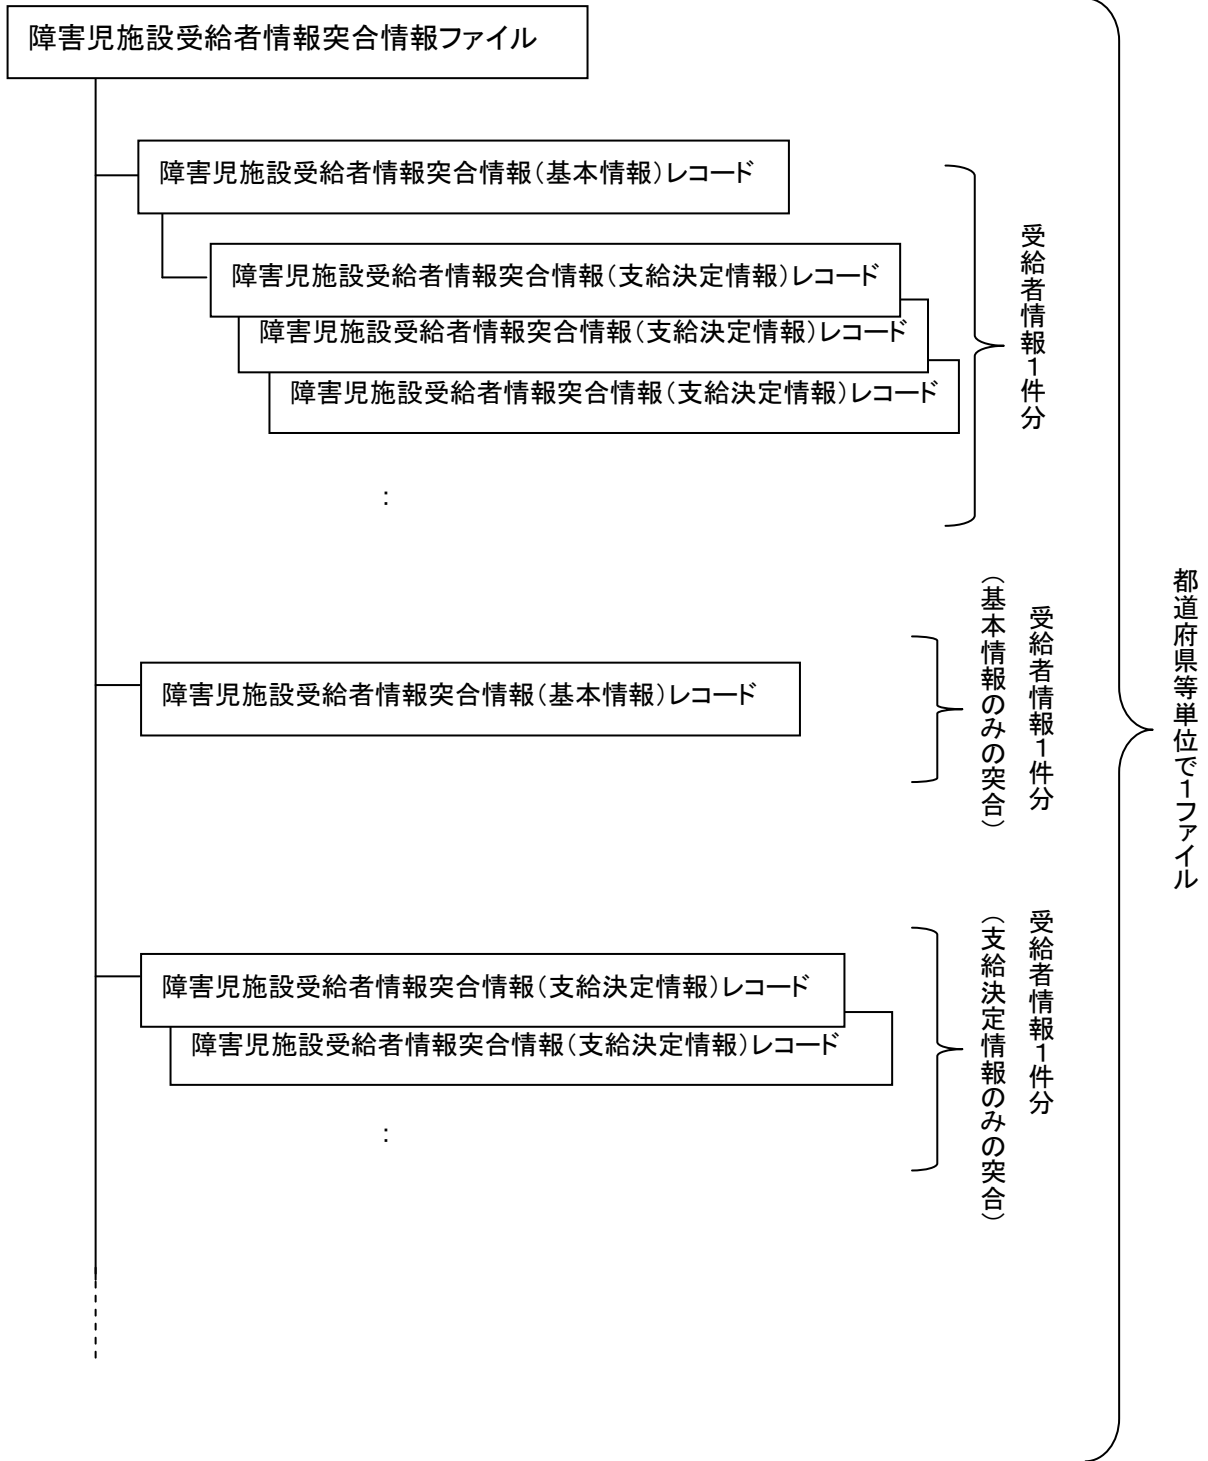 障害児施設受給者情報突合情報ファイル
障害児施設受給者情報突合情報（基本情報）レコード
障害児施設受給者情報突合情報（支給決定情報）レコード
障害児施設受給者情報突合情報（支給決定情報）レコード
障害児施設受給者情報突合情報（支給決定情報）レコード
：
受給者情報１件分
障害児施設受給者情報突合情報（基本情報）レコード
受給者情報１件分
（基本情報のみの突合）
障害児施設受給者情報突合情報（支給決定情報）レコード
障害児施設受給者情報突合情報（支給決定情報）レコード
：
受給者情報１件分
（支給決定情報のみの突合）
都道府県等単位で１ファイル